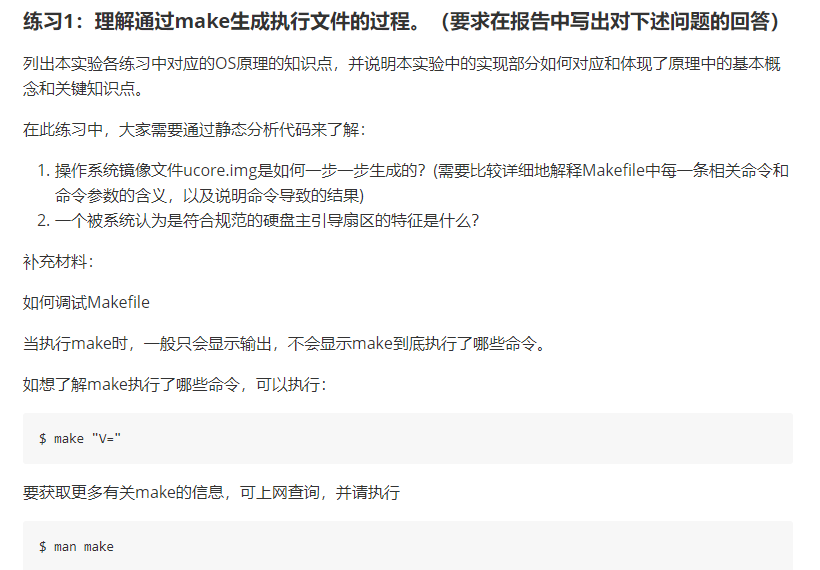 练习1：理解通过make生成执行文件的过程。（要求在报告中写出对下述问题的回答）
列出本实验各练习中对应的OS原理的知识点，并说明本实验中的实现部分如何对应和体现了原理中的基本概
念和关键知识点。
在此练习中，大家需要通过静态分析代码来了解：
1. 操作系统镜像文件ucore.img是如何一步一步生成的？(需要比较详细地解释Makefile中每一条相关命令和
命令参数的含义，以及说明命令导致的结果)
2. 一个被系统认为是符合规范的硬盘主引导扇区的特征是什么？
补充材料：
如何调试Makefile
当执行make时，一般只会显示输出，不会显示make到底执行了哪些命令。
如想了解make执行了哪些命令，可以执行：
$ make "V="
要获取更多有关make的信息，可上网查询，并请执行
$ man make